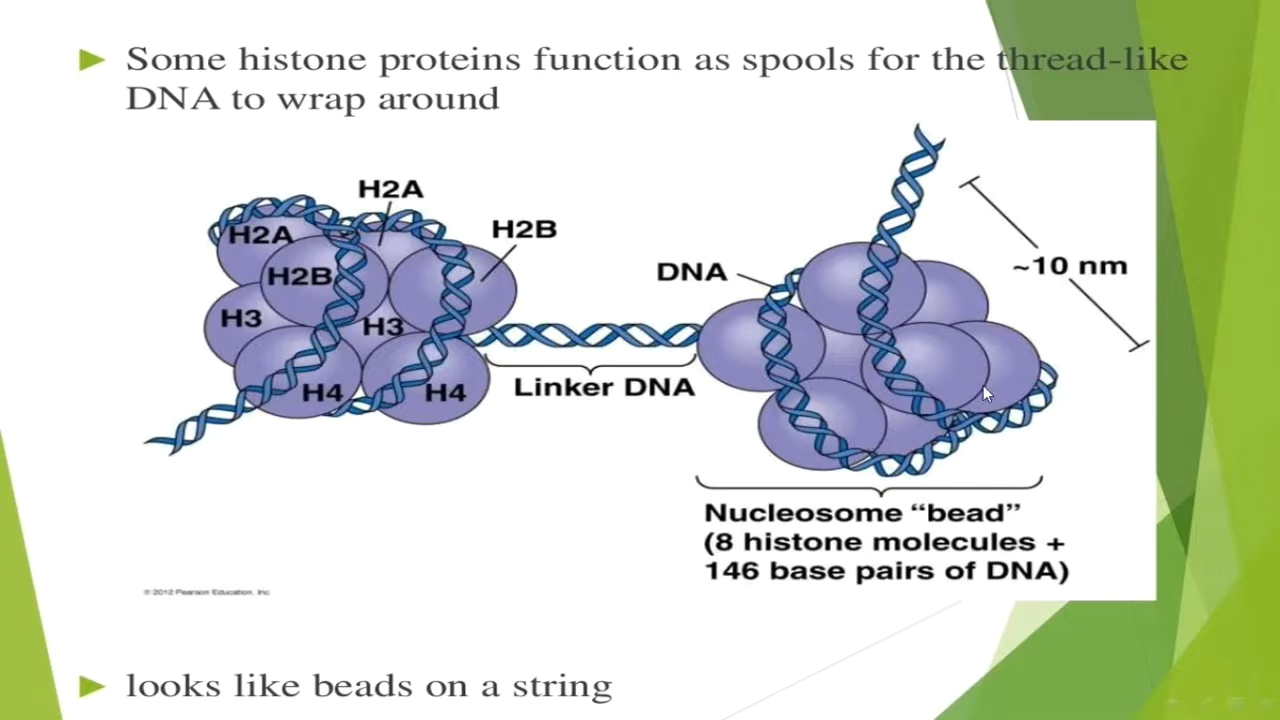 Some histone proteins function as spools for the thread-like
DNA to wrap around
H2A
H2A
H2B
H2B
H3
H3
H4
H4
DNA
~10 nm
Linker DNA
Nucleosome “bead”
(8 histone molecules +
146 base pairs of DNA)
© 2012 Pearson Education, Inc
looks like beads on a string